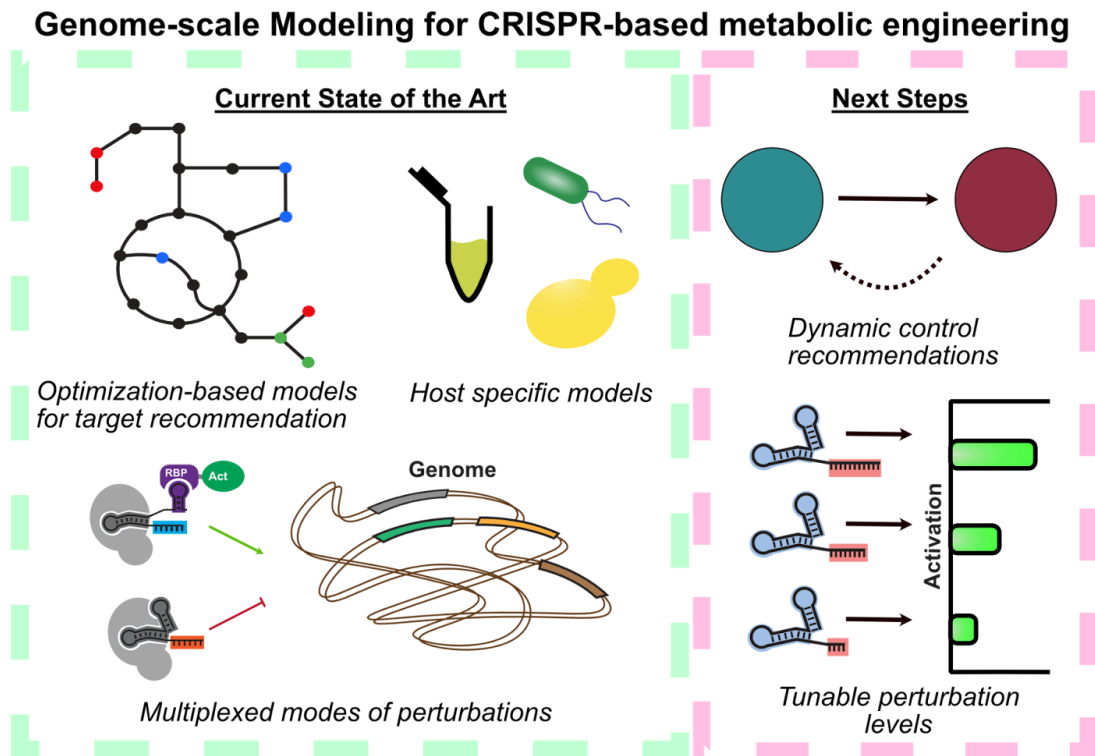 Genome-scale Modeling for CRISPR-based metabolic engineering
Current State of the Art
Optimization-based models
for target recommendation
Host specific models
RBP
Act
Genome
Multiplexed modes of perturbations
Next Steps
Dynamic control
recommendations
Activation
Tunable perturbation
levels